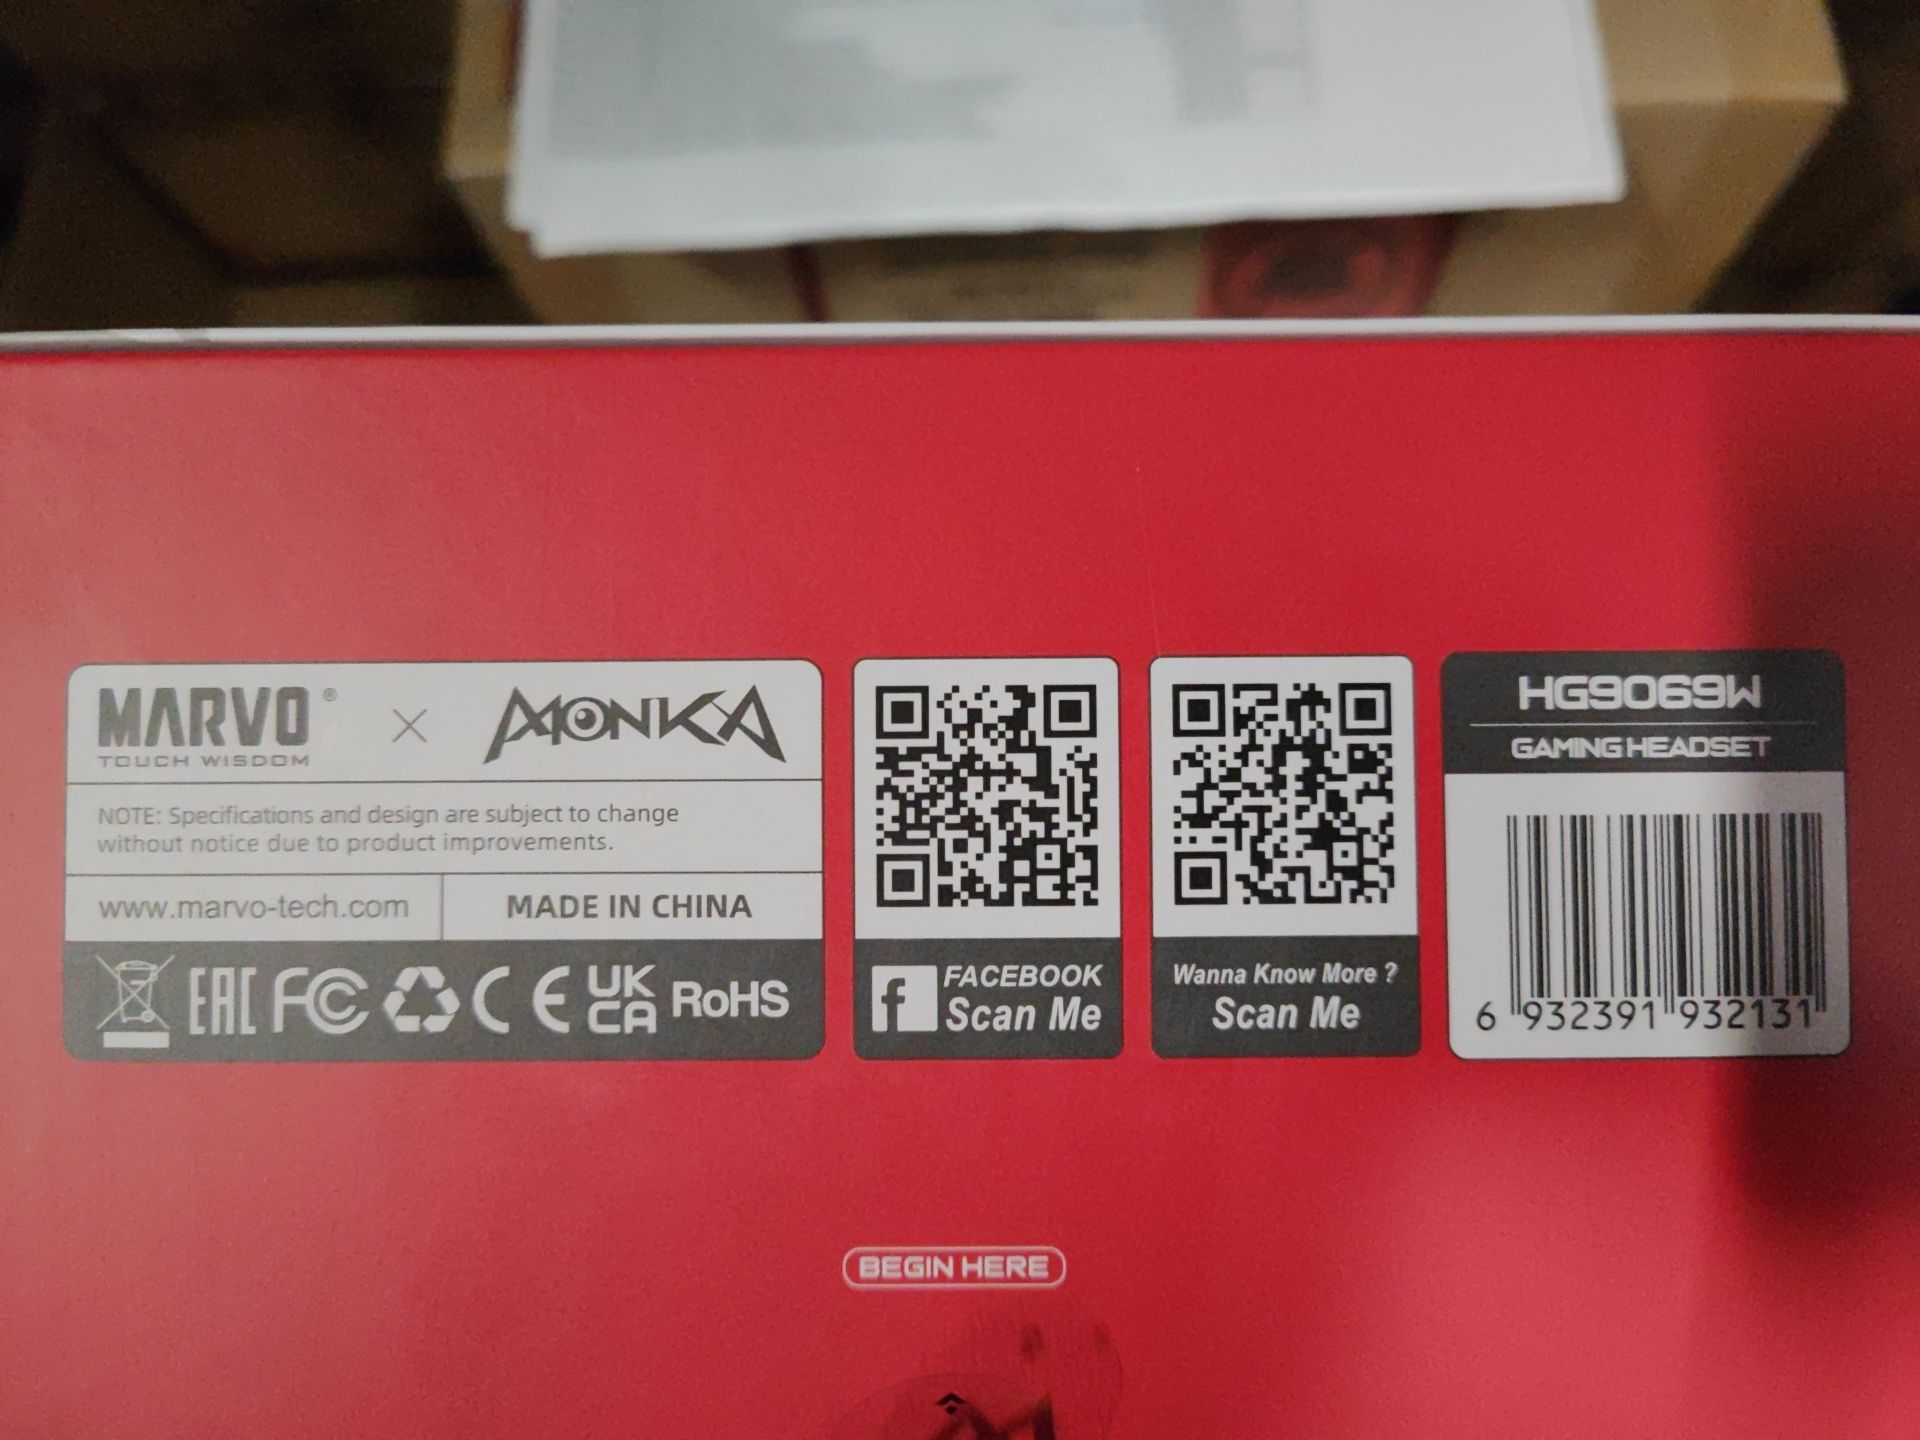 MARVO ® × MONKA
TOUCH WISDOM
NOTE: Specifications and design are subject to change
without notice due to product improvements.
www.marvo-tech.com
MADE IN CHINA
EAC FC CE UK
CA RoHS
f FACEBOOK
Scan Me
Wanna Know More ?
Scan Me
HG9069W
GAMING HEADSET
6 932391 932131
BEGIN HERE